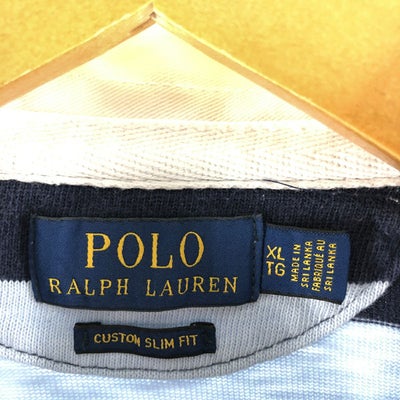 POLO
RALPH LAUREN
XL
TG
MADE IN
SRI LANKA
FABRIQUÉ AU
SRI LANKA
CUSTOM SLIM FIT